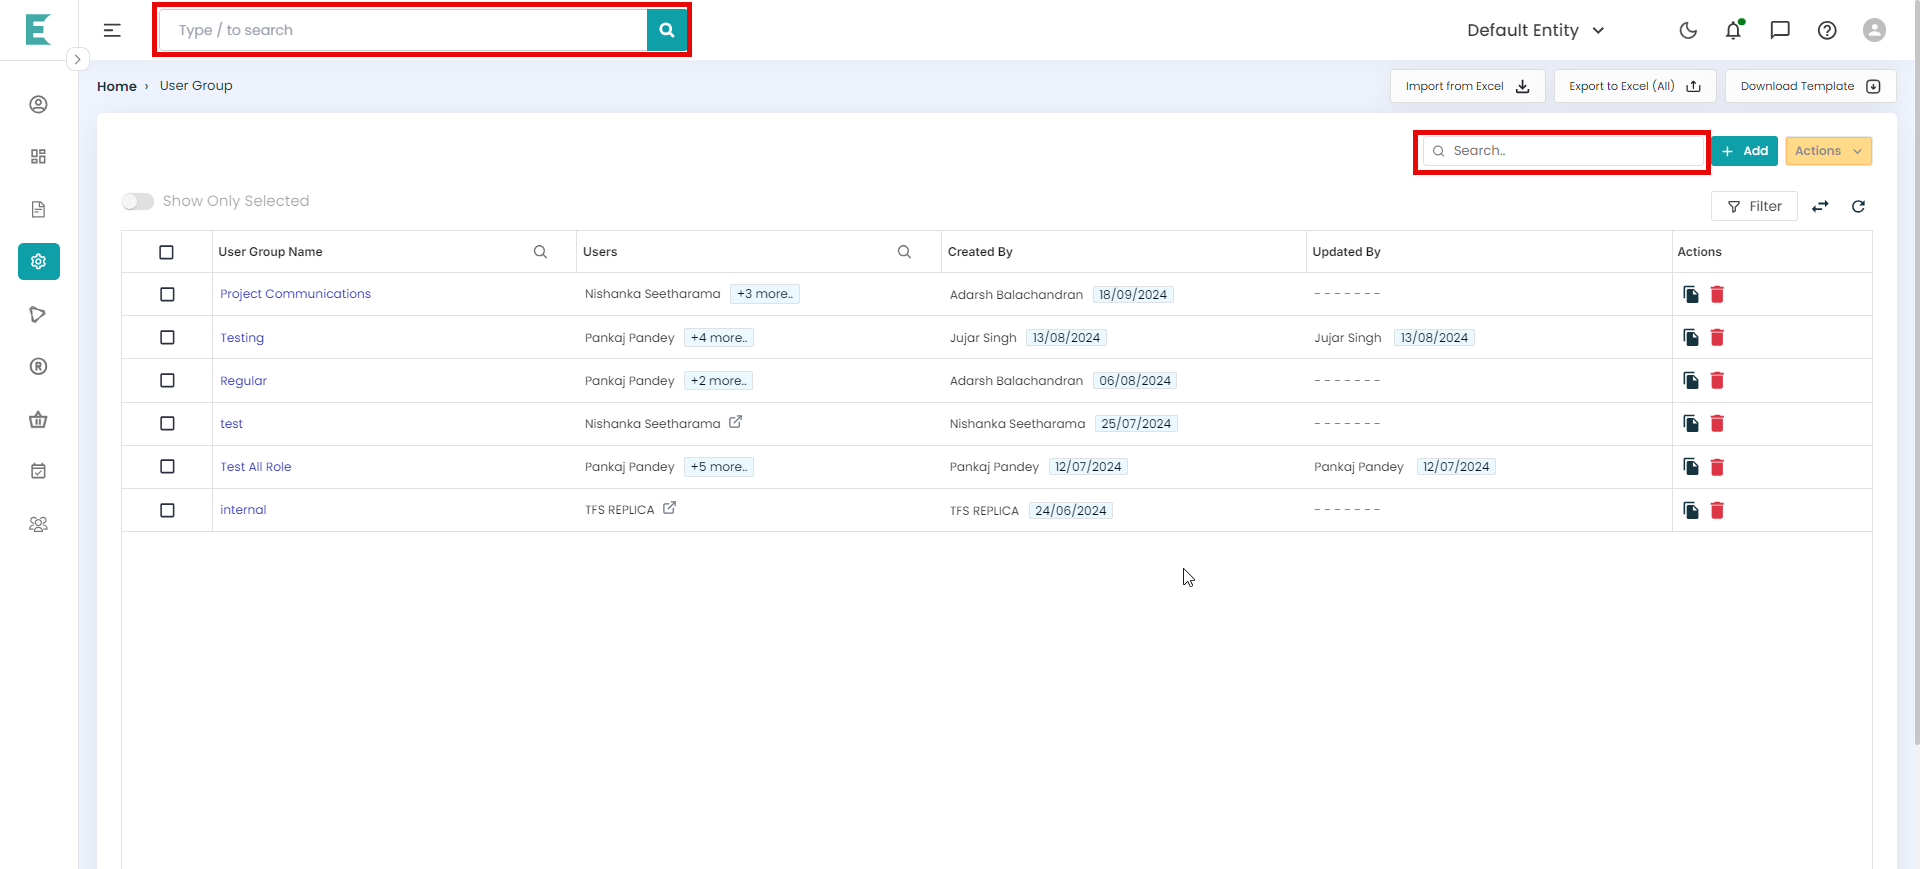 Type / to search
Default Entity
Home › User Group
Import from Excel
Export to Excel (All)
Download Template
Search..
+ Add
Actions
Show Only Selected
Filter
User Group Name Users Created By Updated By Actions
Project Communications Nishanka Seetharama +3 more.. Adarsh Balachandran 18/09/2024 - - - - - - -
Testing Pankaj Pandey +4 more.. Jujar Singh 13/08/2024 Jujar Singh 13/08/2024
Regular Pankaj Pandey +2 more.. Adarsh Balachandran 06/08/2024 - - - - - - -
test Nishanka Seetharama Nishanka Seetharama 25/07/2024 - - - - - - -
Test All Role Pankaj Pandey +5 more.. Pankaj Pandey 12/07/2024 Pankaj Pandey 12/07/2024
internal TFS REPLICA TFS REPLICA 24/06/2024 - - - - - - -